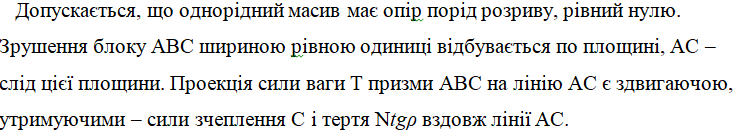 Допускається, що однорідний масив має опір порід розриву, рівний нулю.
Зрушення блоку АВС шириною рівною одиниці відбувається по площині, АС –
слід цієї площини. Проекція сили ваги Т призми АВС на лінію АС є здвигаючою,
утримуючими – сили зчеплення С і тертя Ntgρ вздовж лінії АС.